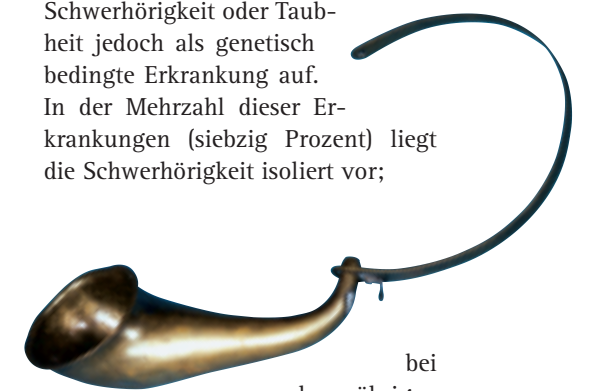 Schwerhörigkeit oder Taub-
heit jedoch als genetisch
bedingte Erkrankung auf.
In der Mehrzahl dieser Er-
krankungen (siebzig Prozent) liegt
die Schwerhörigkeit isoliert vor;
bei